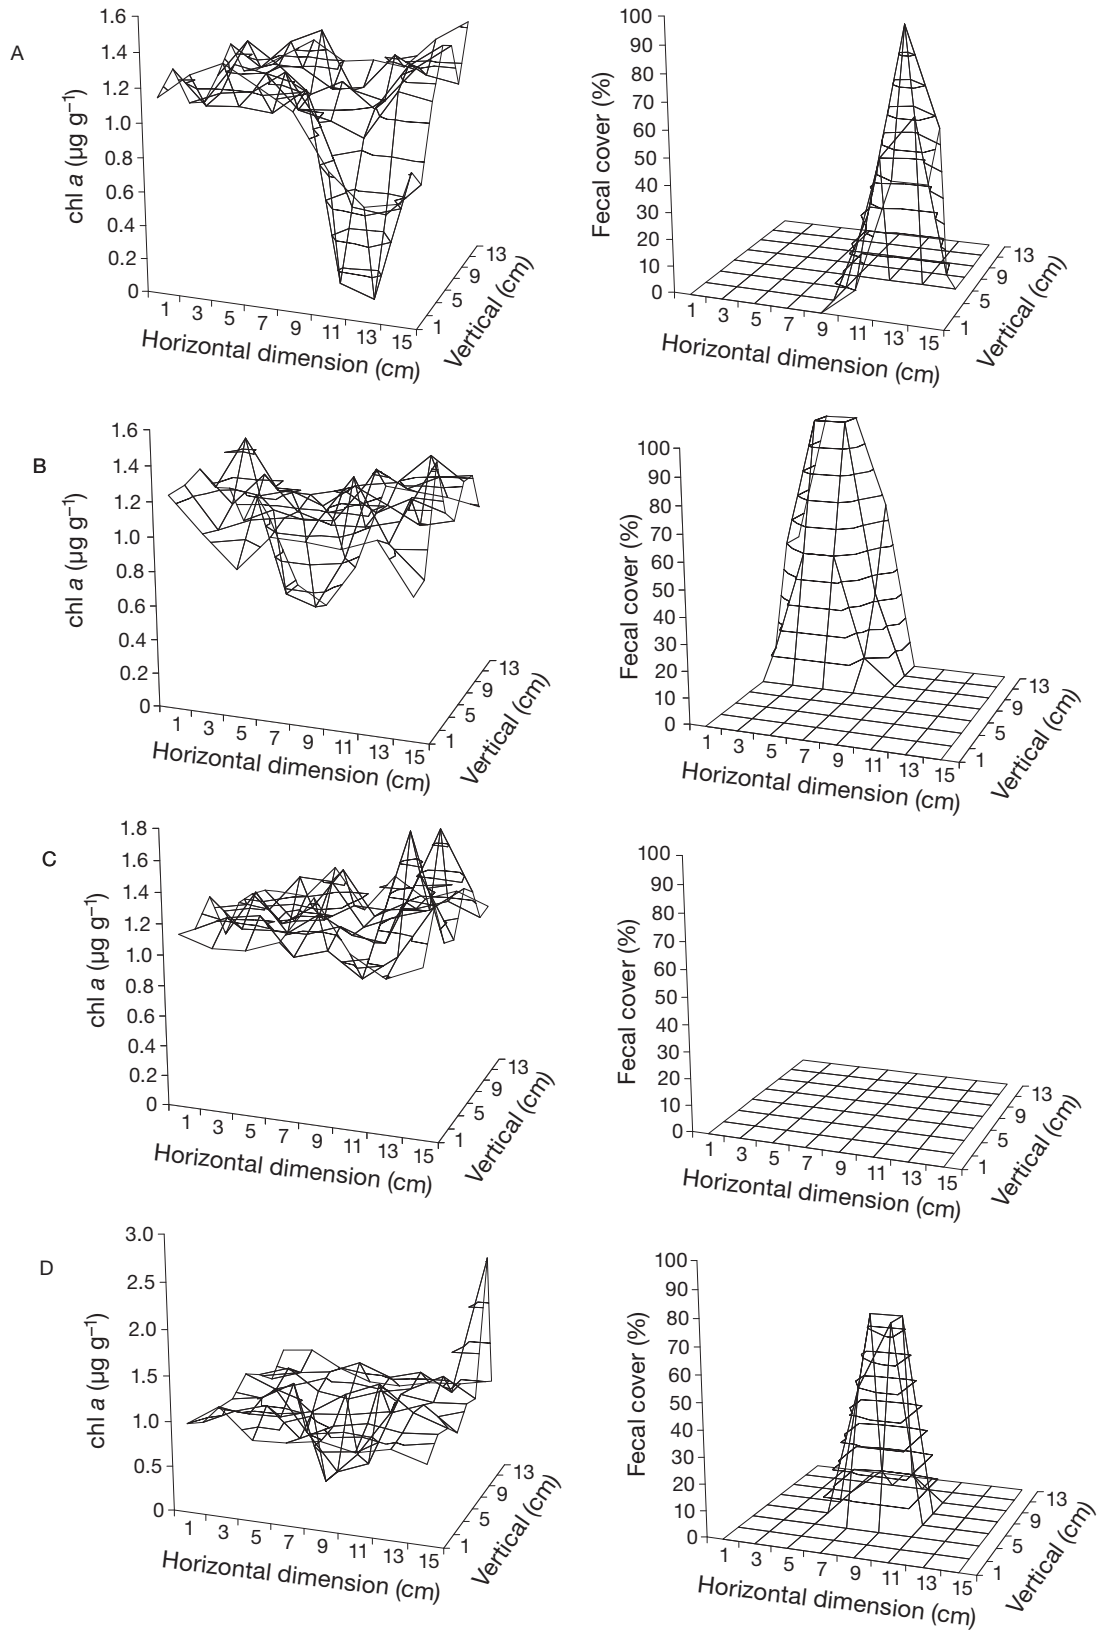 A
1.6
1.4
1.2
1.0
0.8
0.6
0.4
0.2
0
chl a (µg g–1)
1 3 5 7 9 11 13 15
Horizontal dimension (cm)
1 5 9 13
Vertical (cm)
100
90
80
70
60
50
40
30
20
10
0
Fecal cover (%)
1 3 5 7 9 11 13 15
Horizontal dimension (cm)
1 5 9 13
Vertical (cm)
B
1.6
1.4
1.2
1.0
0.8
0.6
0.4
0.2
0
chl a (µg g–1)
1 3 5 7 9 11 13 15
Horizontal dimension (cm)
1 5 9 13
Vertical (cm)
100
90
80
70
60
50
40
30
20
10
0
Fecal cover (%)
1 3 5 7 9 11 13 15
Horizontal dimension (cm)
1 5 9 13
Vertical (cm)
C
1.8
1.6
1.4
1.2
1.0
0.8
0.6
0.4
0.2
0
chl a (µg g–1)
1 3 5 7 9 11 13 15
Horizontal dimension (cm)
1 5 9 13
Vertical (cm)
100
90
80
70
60
50
40
30
20
10
0
Fecal cover (%)
1 3 5 7 9 11 13 15
Horizontal dimension (cm)
1 5 9 13
Vertical (cm)
D
3.0
2.5
2.0
1.5
1.0
0.5
0
chl a (µg g–1)
1 3 5 7 9 11 13 15
Horizontal dimension (cm)
1 5 9 13
Vertical (cm)
100
90
80
70
60
50
40
30
20
10
0
Fecal cover (%)
1 3 5 7 9 11 13 15
Horizontal dimension (cm)
1 5 9 13
Vertical (cm)